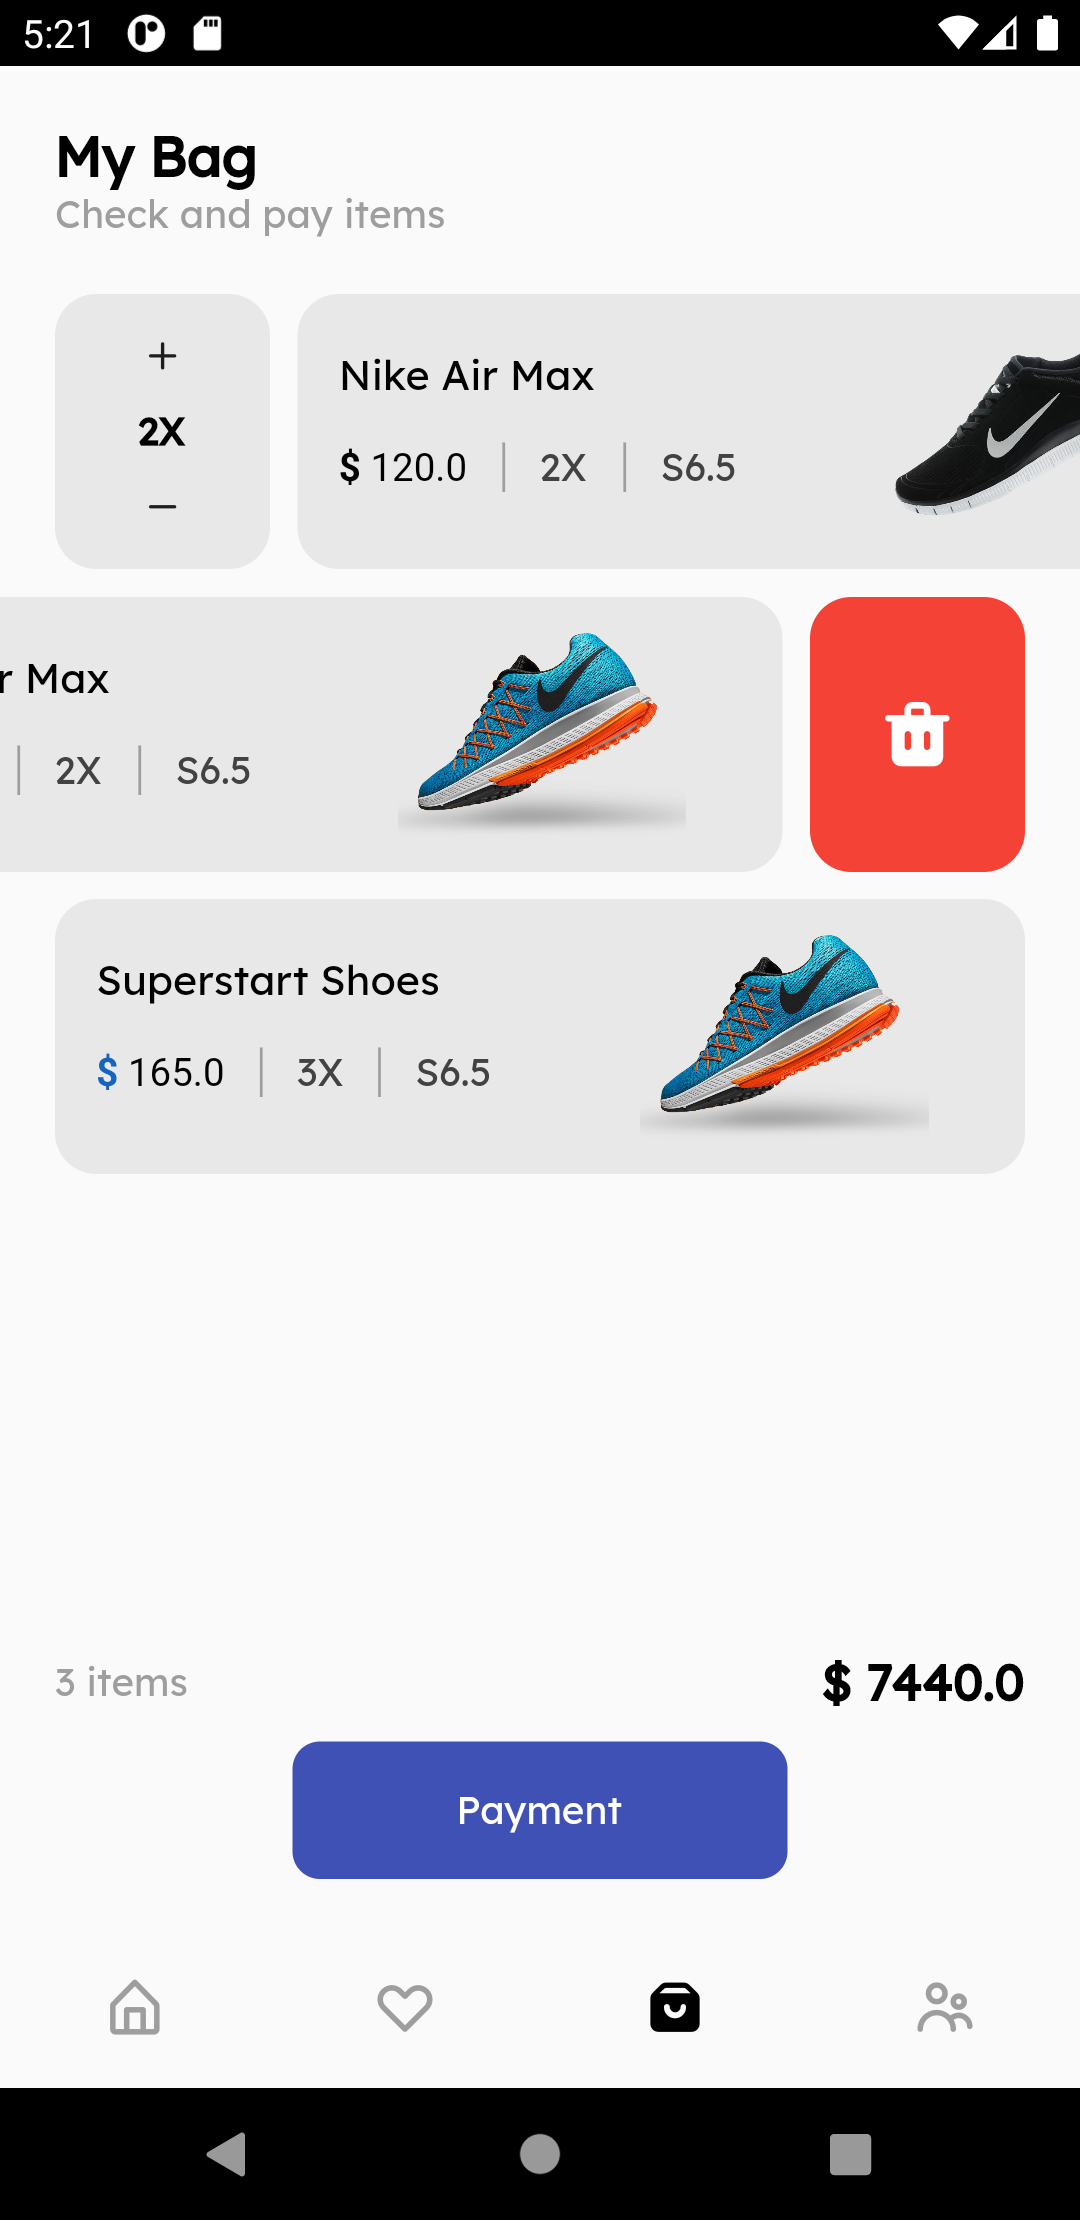 5:21
My Bag
Check and pay items
+
2X
−
Nike Air Max
$ 120.0 | 2X | S6.5
r Max
| 2X | S6.5
Superstart Shoes
$ 165.0 | 3X | S6.5
3 items
$ 7440.0
Payment